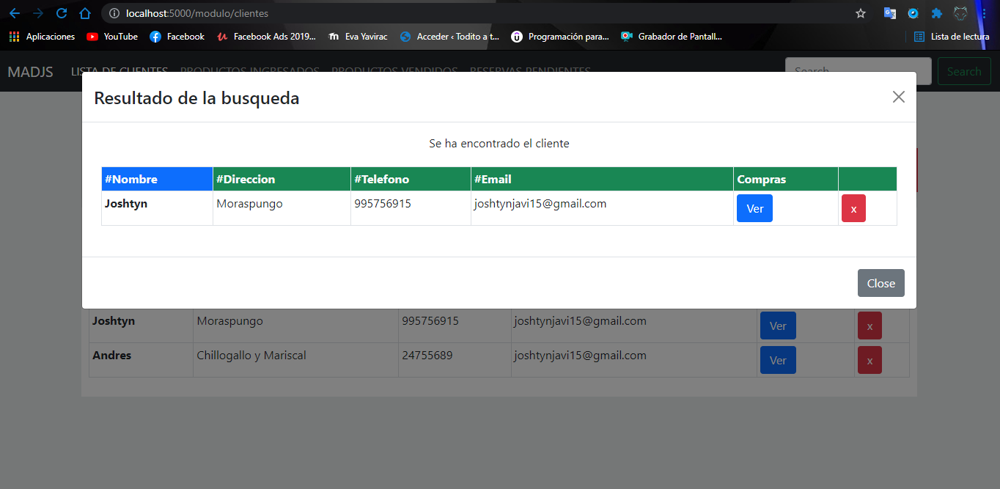 localhost:5000/modulo/clientes
Aplicaciones YouTube Facebook Facebook Ads 2019... Eva Yavirac Acceder ‹ Todito a t... Programación para... Grabador de Pantall... Lista de lectura
MADJS LISTA DE CLIENTES PRODUCTOS INGRESADOS PRODUCTOS VENDIDOS RESERVAS PENDIENTES Search Search
Resultado de la busqueda
Se ha encontrado el cliente
#Nombre #Direccion #Telefono #Email Compras
Joshtyn Moraspungo 995756915 joshtynjavi15@gmail.com Ver x
Close
Joshtyn Moraspungo 995756915 joshtynjavi15@gmail.com Ver x
Andres Chillogallo y Mariscal 24755689 joshtynjavi15@gmail.com Ver x